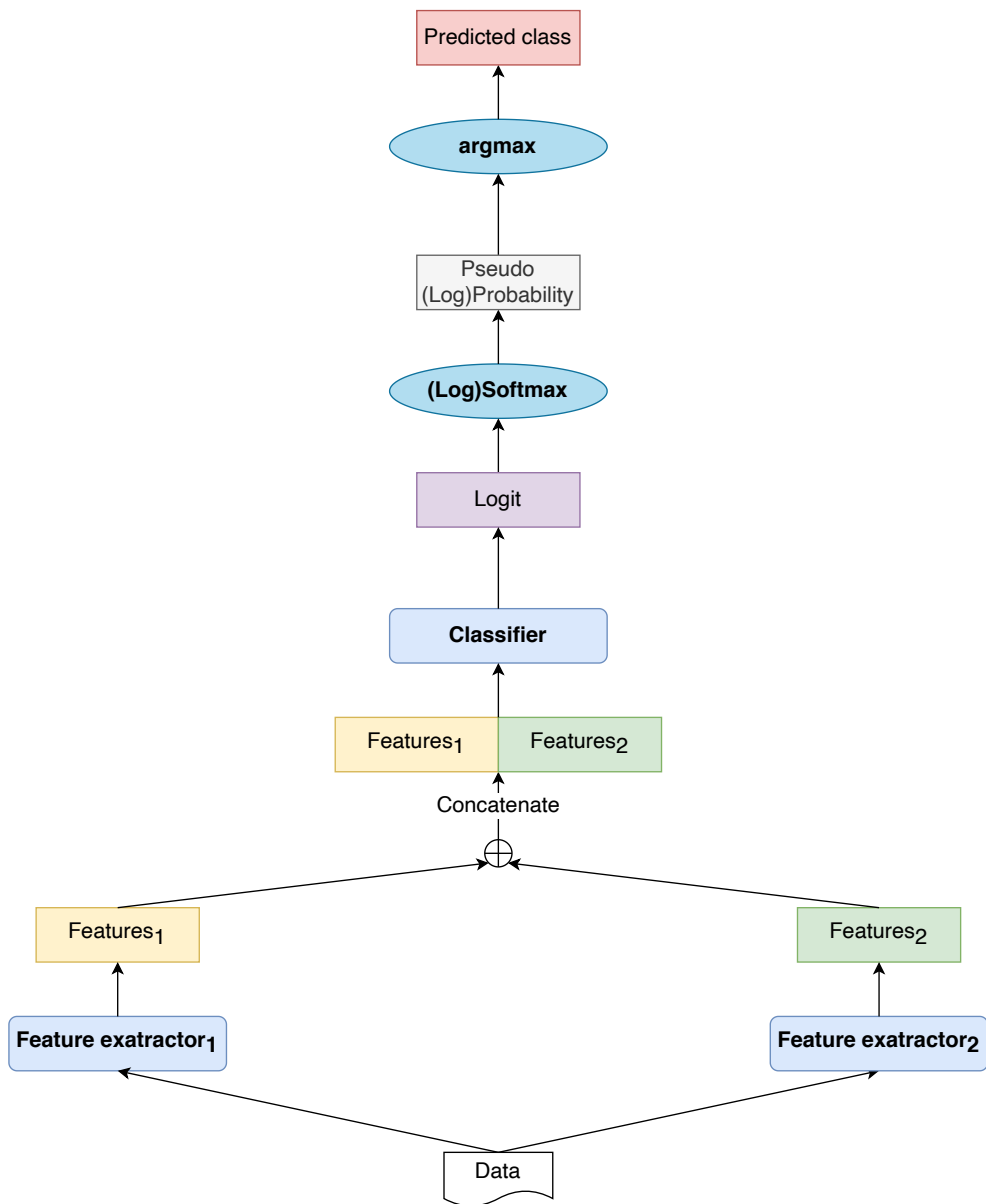 Predicted class
argmax
Pseudo
(Log)Probability
(Log)Softmax
Logit
Classifier
Features1 Features2
Concatenate
Features1 Features2
Feature exatractor1 Feature exatractor2
Data